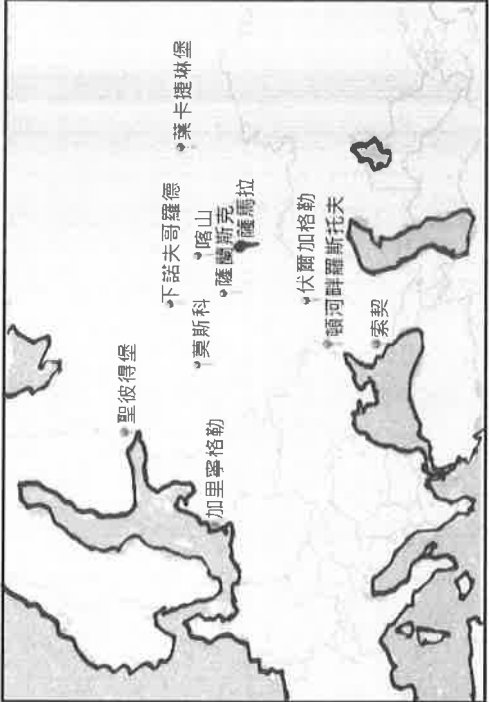 葉卡捷琳堡
下諾夫哥羅德
喀山
薩蘭斯克
薩馬拉
莫斯科
聖彼得堡
加里寧格勒
伏爾加格勒
頓河畔羅斯托夫
索契